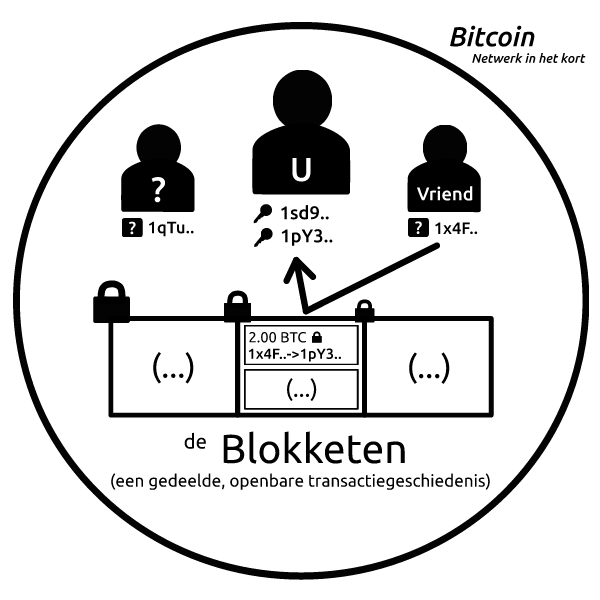 Bitcoin
Netwerk in het kort
?
U
Vriend
? 1qTu..
1sd9..
1pY3..
? 1x4F..
(...)
2.00 BTC
1x4F..->1pY3..
(...)
(...)
de Blokketen
(een gedeelde, openbare transactiegeschiedenis)